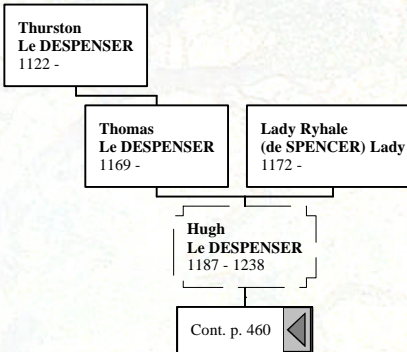 Thurston
Le DESPENSER
1122 -
Thomas
Le DESPENSER
1169 -
Lady Ryhale
(de SPENCER) Lady
1172 -
Hugh
Le DESPENSER
1187 - 1238
Cont. p. 460